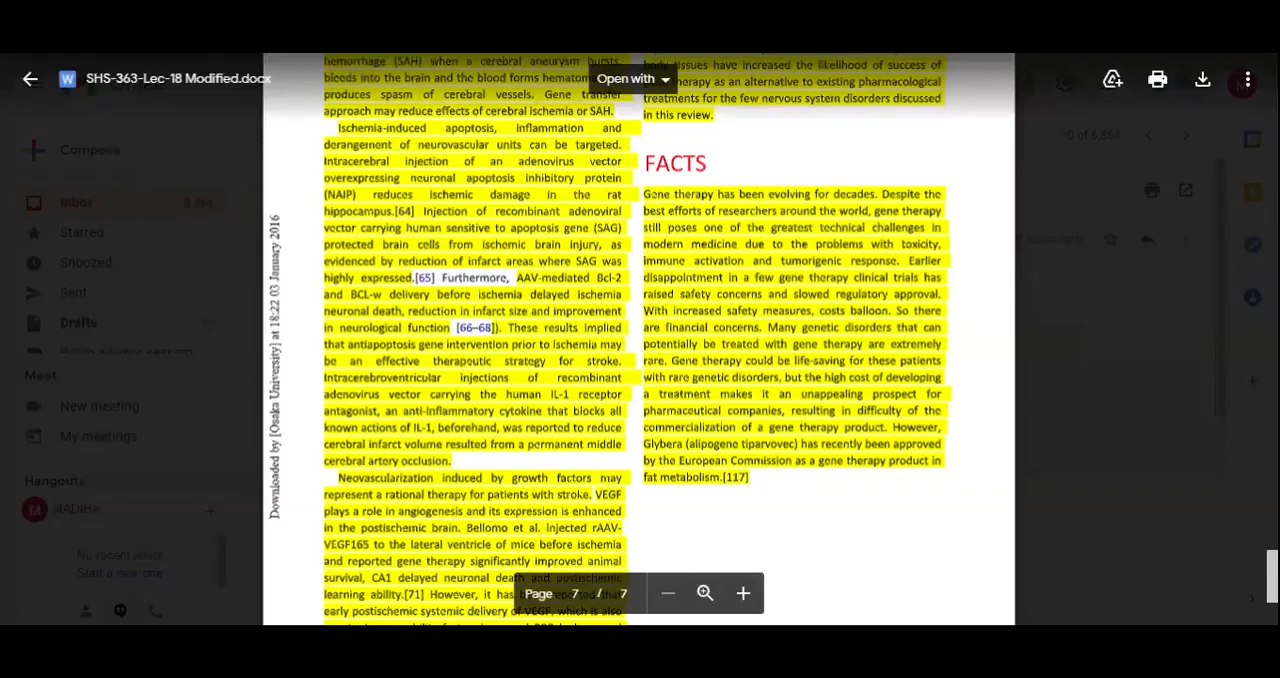 SHS-363-Lec-18 Modified.docx
Open with
Compose
Inbox
Starred
Snoozed
Sent
Drafts
Meet
New meeting
My meetings
Hangouts
M
MADIHA
No recent chats
Start a new one
Downloaded by [Osaka University] at 18:22 03 January 2016
hemorrhage (SAH) when a cerebral aneurysm bursts,
bleeds into the brain and the blood forms
produces spasm of cerebral vessels. Gene transfer
approach may reduce effects of cerebral ischemia or SAH.
Ischemia-induced apoptosis, inflammation and
derangement of neurovascular units can be targeted.
Intracerebral injection of an adenovirus vector
overexpressing neuronal apoptosis inhibitory protein
(NAIP) reduces ischemic damage in the rat
hippocampus.[64] Injection of recombinant adenoviral
vector carrying human sensitive to apoptosis gene (SAG)
protected brain cells from ischemic brain injury, as
evidenced by reduction of infarct areas where SAG was
highly expressed.[65] Furthermore, AAV-mediated Bcl-2
and BCL-w delivery before ischemia delayed ischemia
neuronal death, reduction in infarct size and improvement
in neurological function [66–68]). These results implied
that antiapoptosis gene intervention prior to ischemia may
be an effective therapeutic strategy for stroke.
Intracerebroventricular injections of recombinant
adenovirus vector carrying the human IL-1 receptor
antagonist, an anti-inflammatory cytokine that blocks all
known actions of IL-1, beforehand, was reported to reduce
cerebral infarct volume resulted from a permanent middle
cerebral artery occlusion.
Neovascularization induced by growth factors may
represent a rational therapy for patients with stroke. VEGF
plays a role in angiogenesis and its expression is enhanced
in the postischemic brain. Bellomo et al. Injected rAAV-
VEGF165 to the lateral ventricle of mice before ischemia
and reported gene therapy significantly improved animal
survival, CA1 delayed neuronal death and postischemic
learning ability.[71] However, it has reported that
early postischemic systemic delivery of VEGF, which is also
body tissues have increased the likelihood of success of
therapy as an alternative to existing pharmacological
treatments for the few nervous system disorders discussed
in this review.
FACTS
Gene therapy has been evolving for decades. Despite the
best efforts of researchers around the world, gene therapy
still poses one of the greatest technical challenges in
modern medicine due to the problems with toxicity,
immune activation and tumorigenic response. Earlier
disappointment in a few gene therapy clinical trials has
raised safety concerns and slowed regulatory approval.
With increased safety measures, costs balloon. So there
are financial concerns. Many genetic disorders that can
potentially be treated with gene therapy are extremely
rare. Gene therapy could be life-saving for these patients
with rare genetic disorders, but the high cost of developing
a treatment makes it an unappealing prospect for
pharmaceutical companies, resulting in difficulty of the
commercialization of a gene therapy product. However,
Glybera (alipogene tiparvovec) has recently been approved
by the European Commission as a gene therapy product in
fat metabolism.[117]
Page 7 / 7